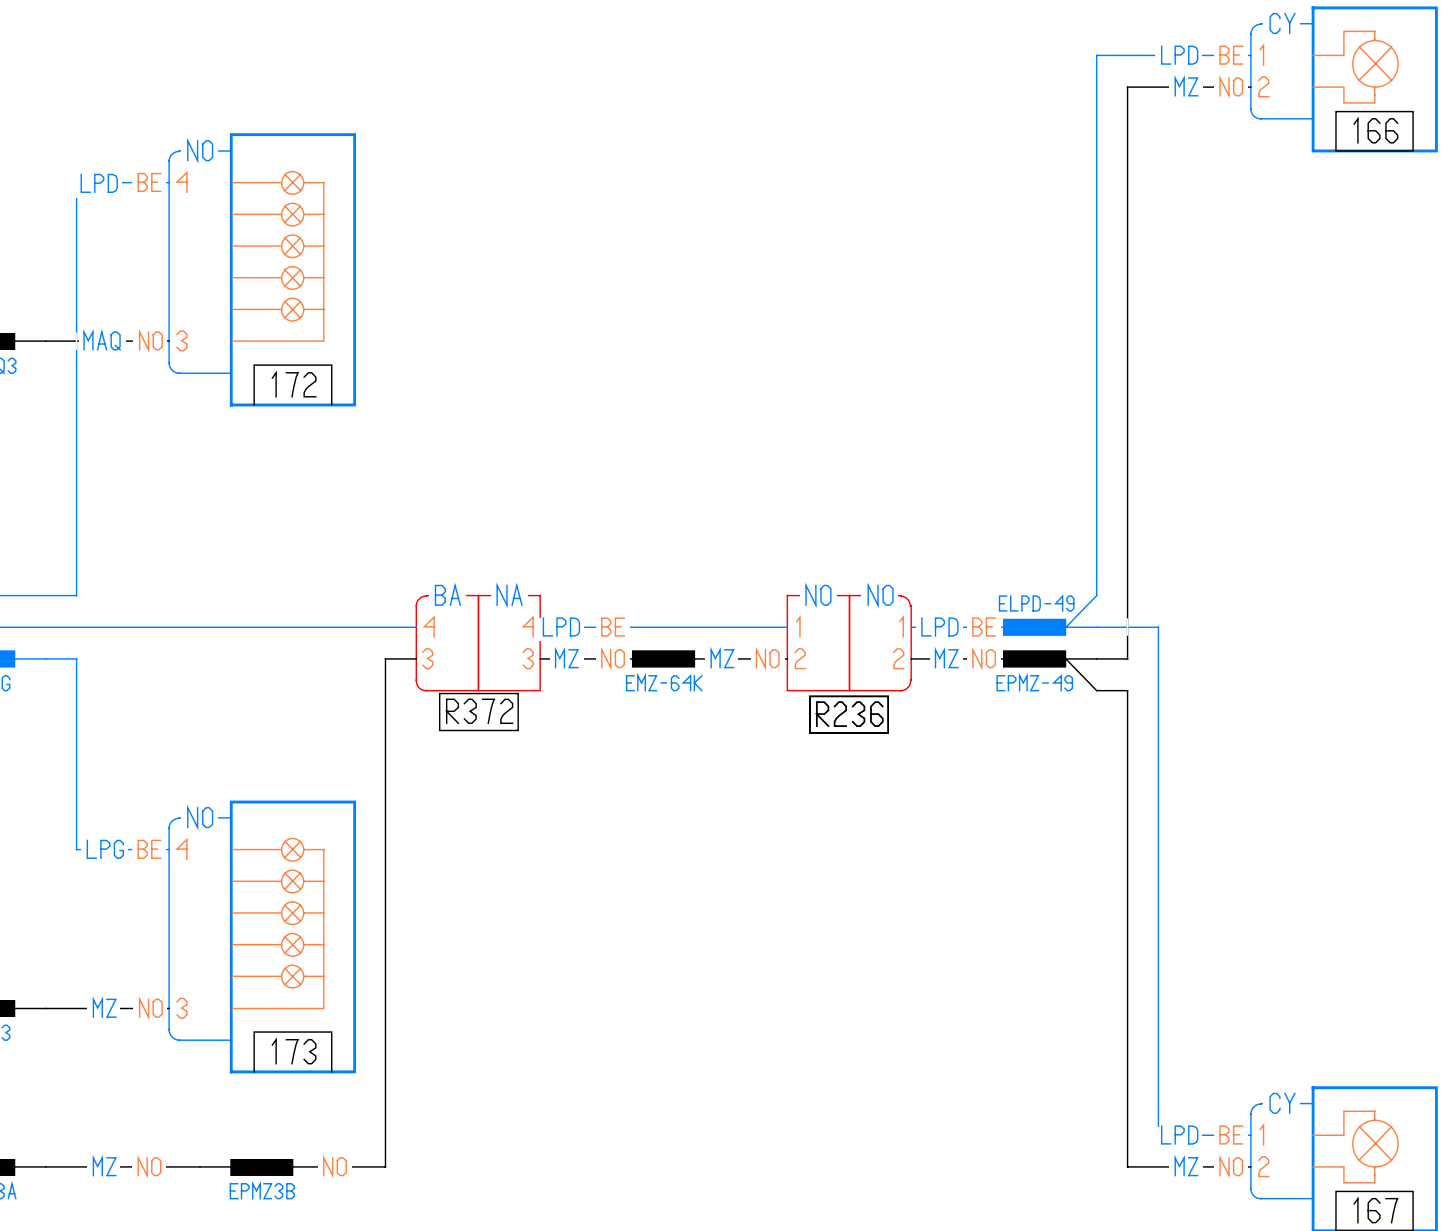 CY
LPD-BE 1
MZ-NO 2
166
NO
LPD-BE 4
MAQ-NO 3
Q3
172
BA NA NO NO
ELPD-49
4 4 LPD-BE 1 1 LPD-BE
3 3 MZ-NO MZ-NO 2 2 MZ-NO
G EMZ-64K EPMZ-49
R372 R236
NO
LPG-BE 4
MZ-NO 3
3
173
CY
LPD-BE 1
MZ-NO NO MZ-NO 2
EPMZ3B
167